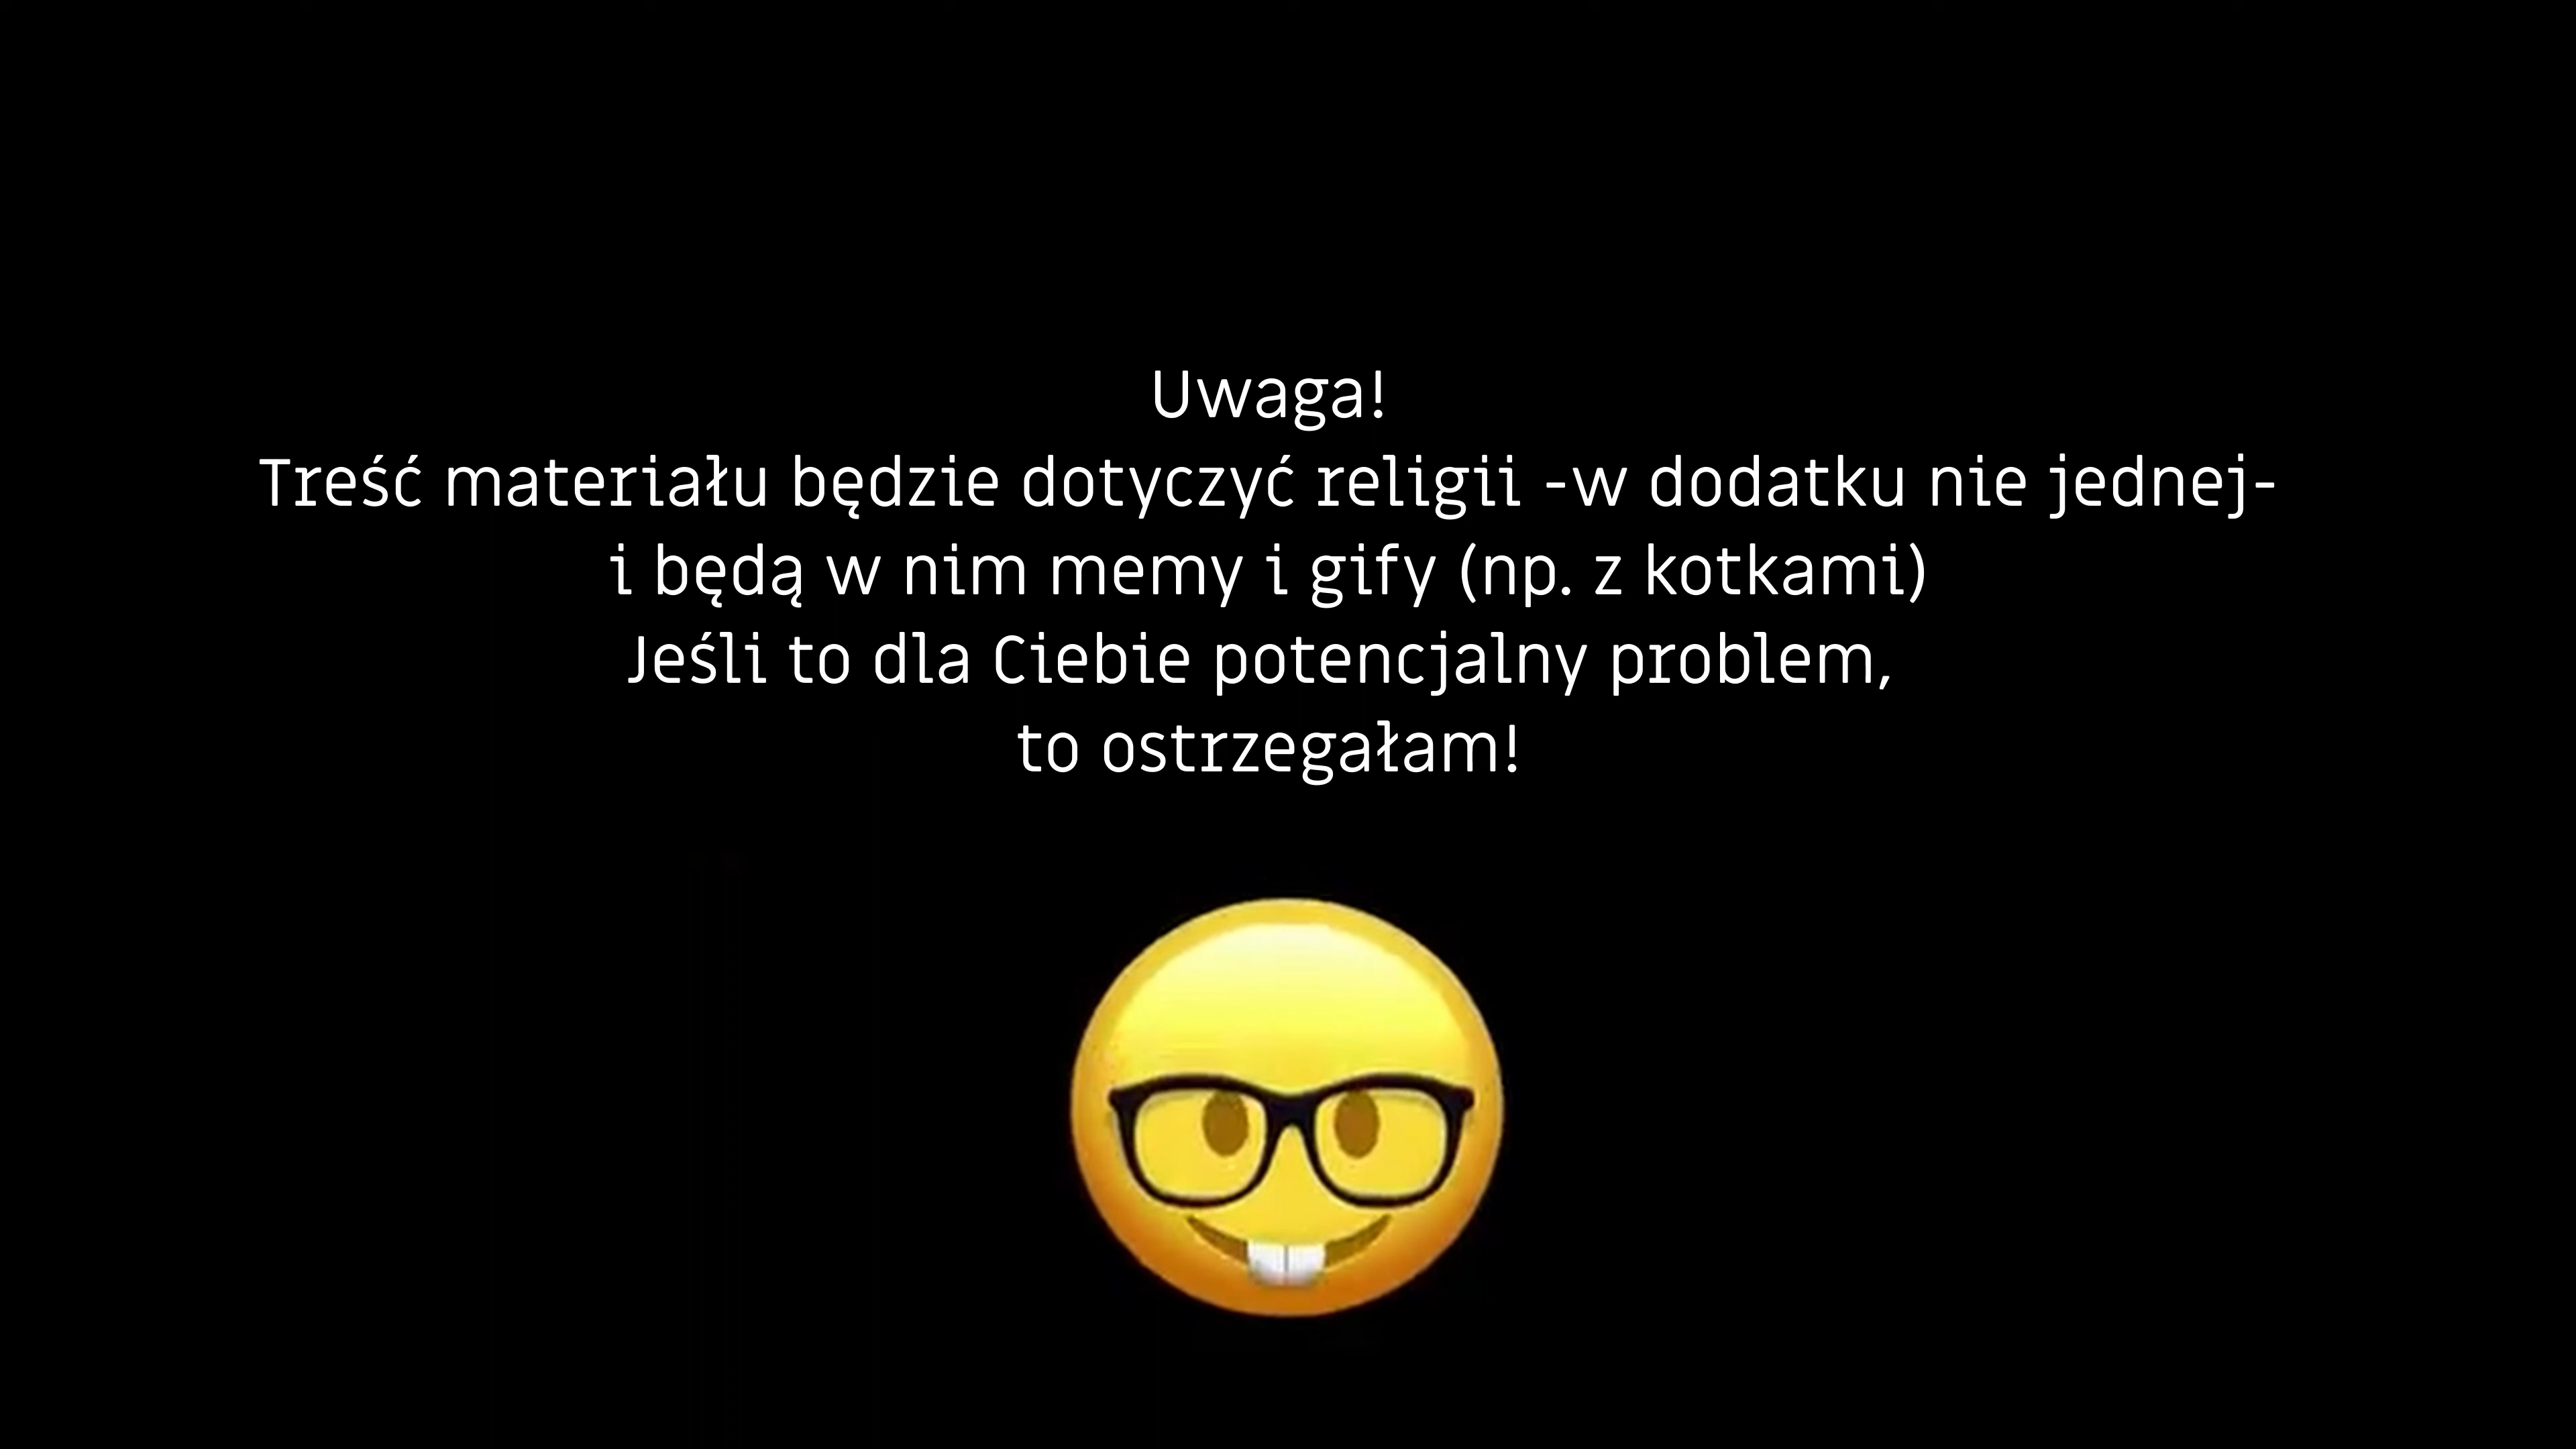 Uwaga!
Treść materiału będzie dotyczyć religii -w dodatku nie jednej-
i będą w nim memy i gify (np. z kotkami)
Jeśli to dla Ciebie potencjalny problem,
to ostrzegałam!